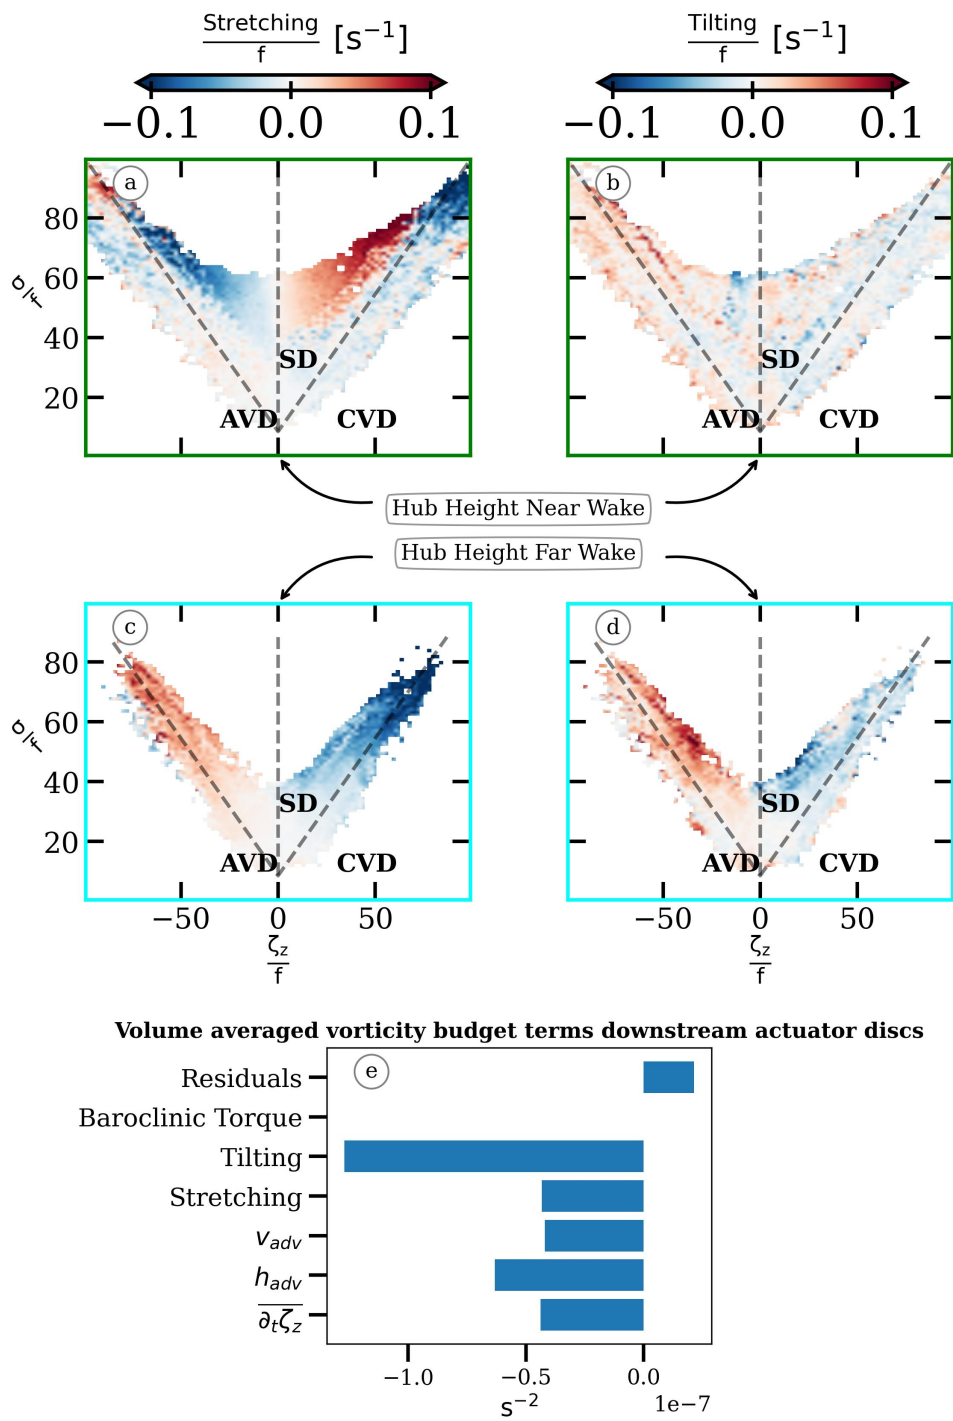 Stretching/f [s⁻¹]
Tilting/f [s⁻¹]
−0.1 0.0 0.1
−0.1 0.0 0.1
a
b
80
60
40
20
σ/f
SD
AVD
CVD
SD
AVD
CVD
Hub Height Near Wake
Hub Height Far Wake
c
d
80
60
40
20
σ/f
SD
AVD
CVD
SD
AVD
CVD
−50 0 50
−50 0 50
ζz/f
ζz/f
Volume averaged vorticity budget terms downstream actuator discs
e
Residuals
Baroclinic Torque
Tilting
Stretching
v_adv
h_adv
∂tζz
−1.0 −0.5 0.0
s⁻²
1e−7